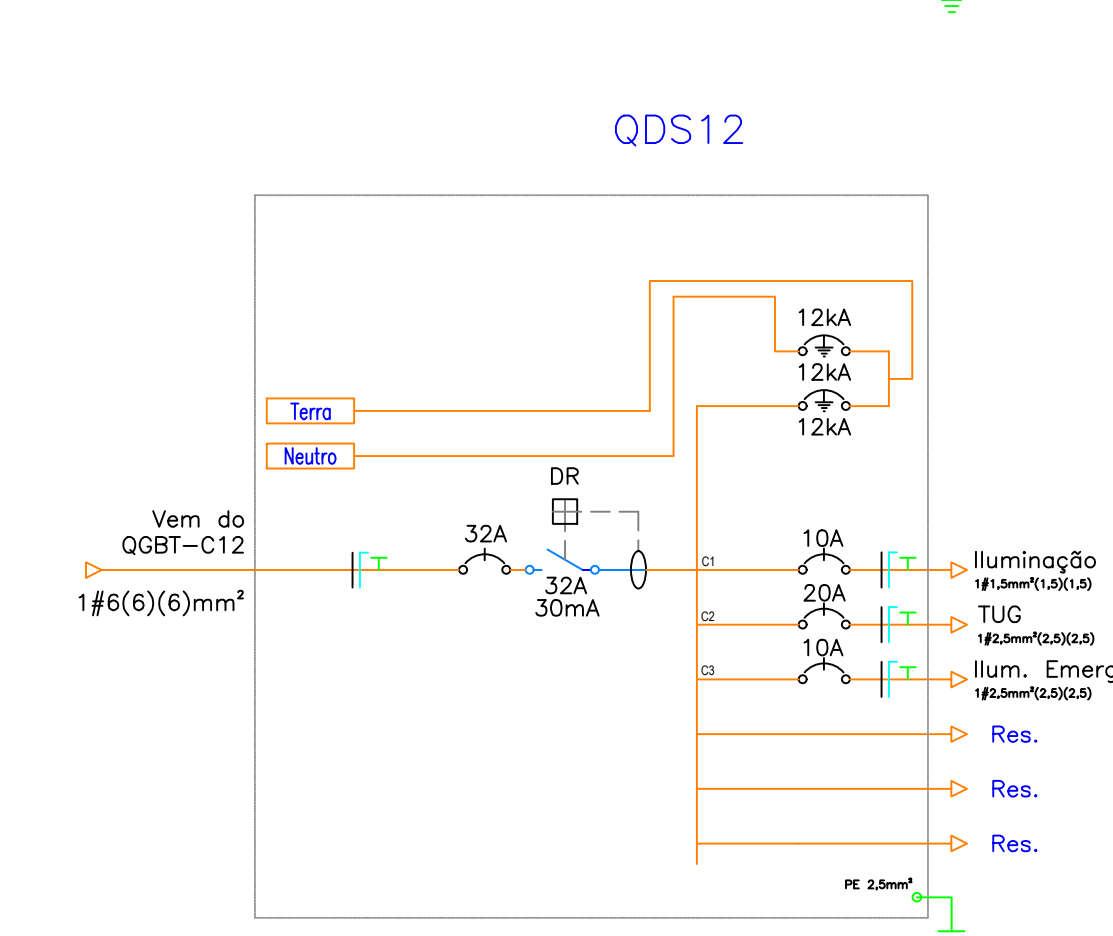 QDS12
12kA
12kA
12kA
Terra
Neutro
DR
Vem do
QGBT-C12
1#6(6)(6)mm²
32A
32A
30mA
C1
10A
Iluminação
1#1,5mm²(1,5)(1,5)
C2
20A
TUG
1#2,5mm²(2,5)(2,5)
C3
10A
Ilum. Emerg
1#2,5mm²(2,5)(2,5)
Res.
Res.
Res.
PE 2,5mm²